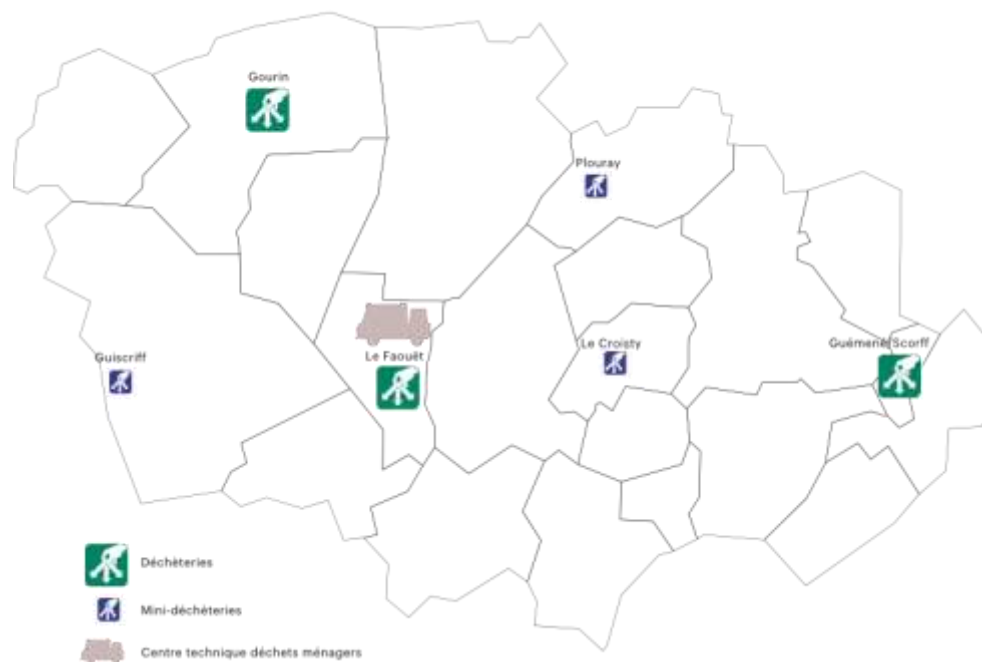 Gourin
Plouray
Guiscriff
Le Faouët
Le Croisty
Guémené/Scorff
Déchèteries
Mini-déchèteries
Centre technique déchets ménagers